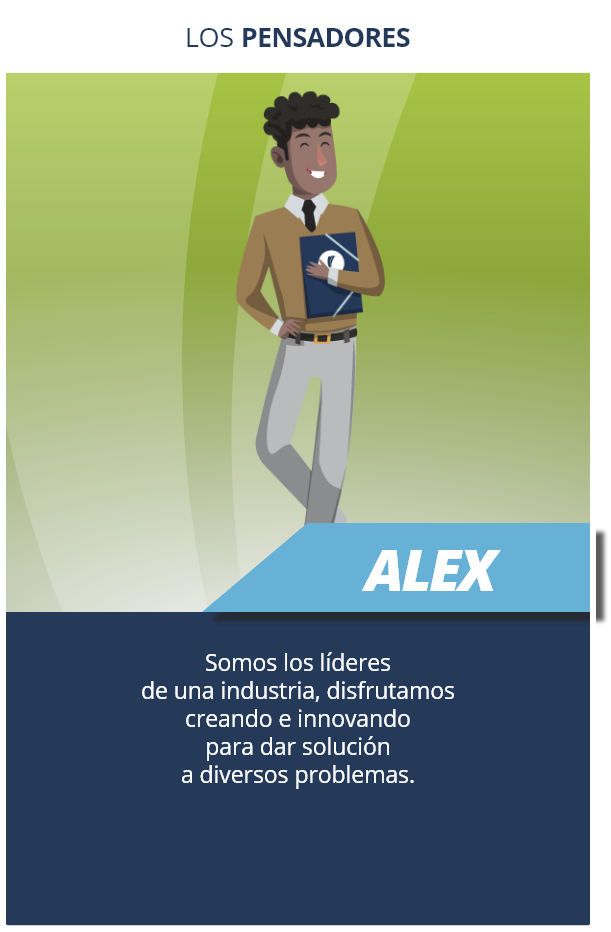 LOS PENSADORES
ALEX
Somos los líderes
de una industria, disfrutamos
creando e innovando
para dar solución
a diversos problemas.